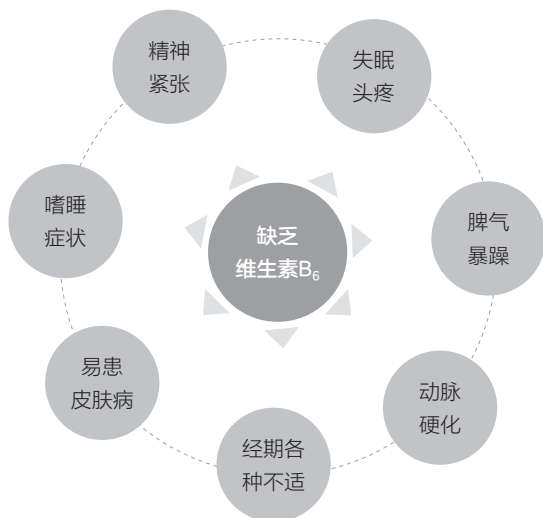 精神
紧张
失眠
头疼
嗜睡
症状
缺乏
维生素B₆
脾气
暴躁
易患
皮肤病
动脉
硬化
经期各
种不适